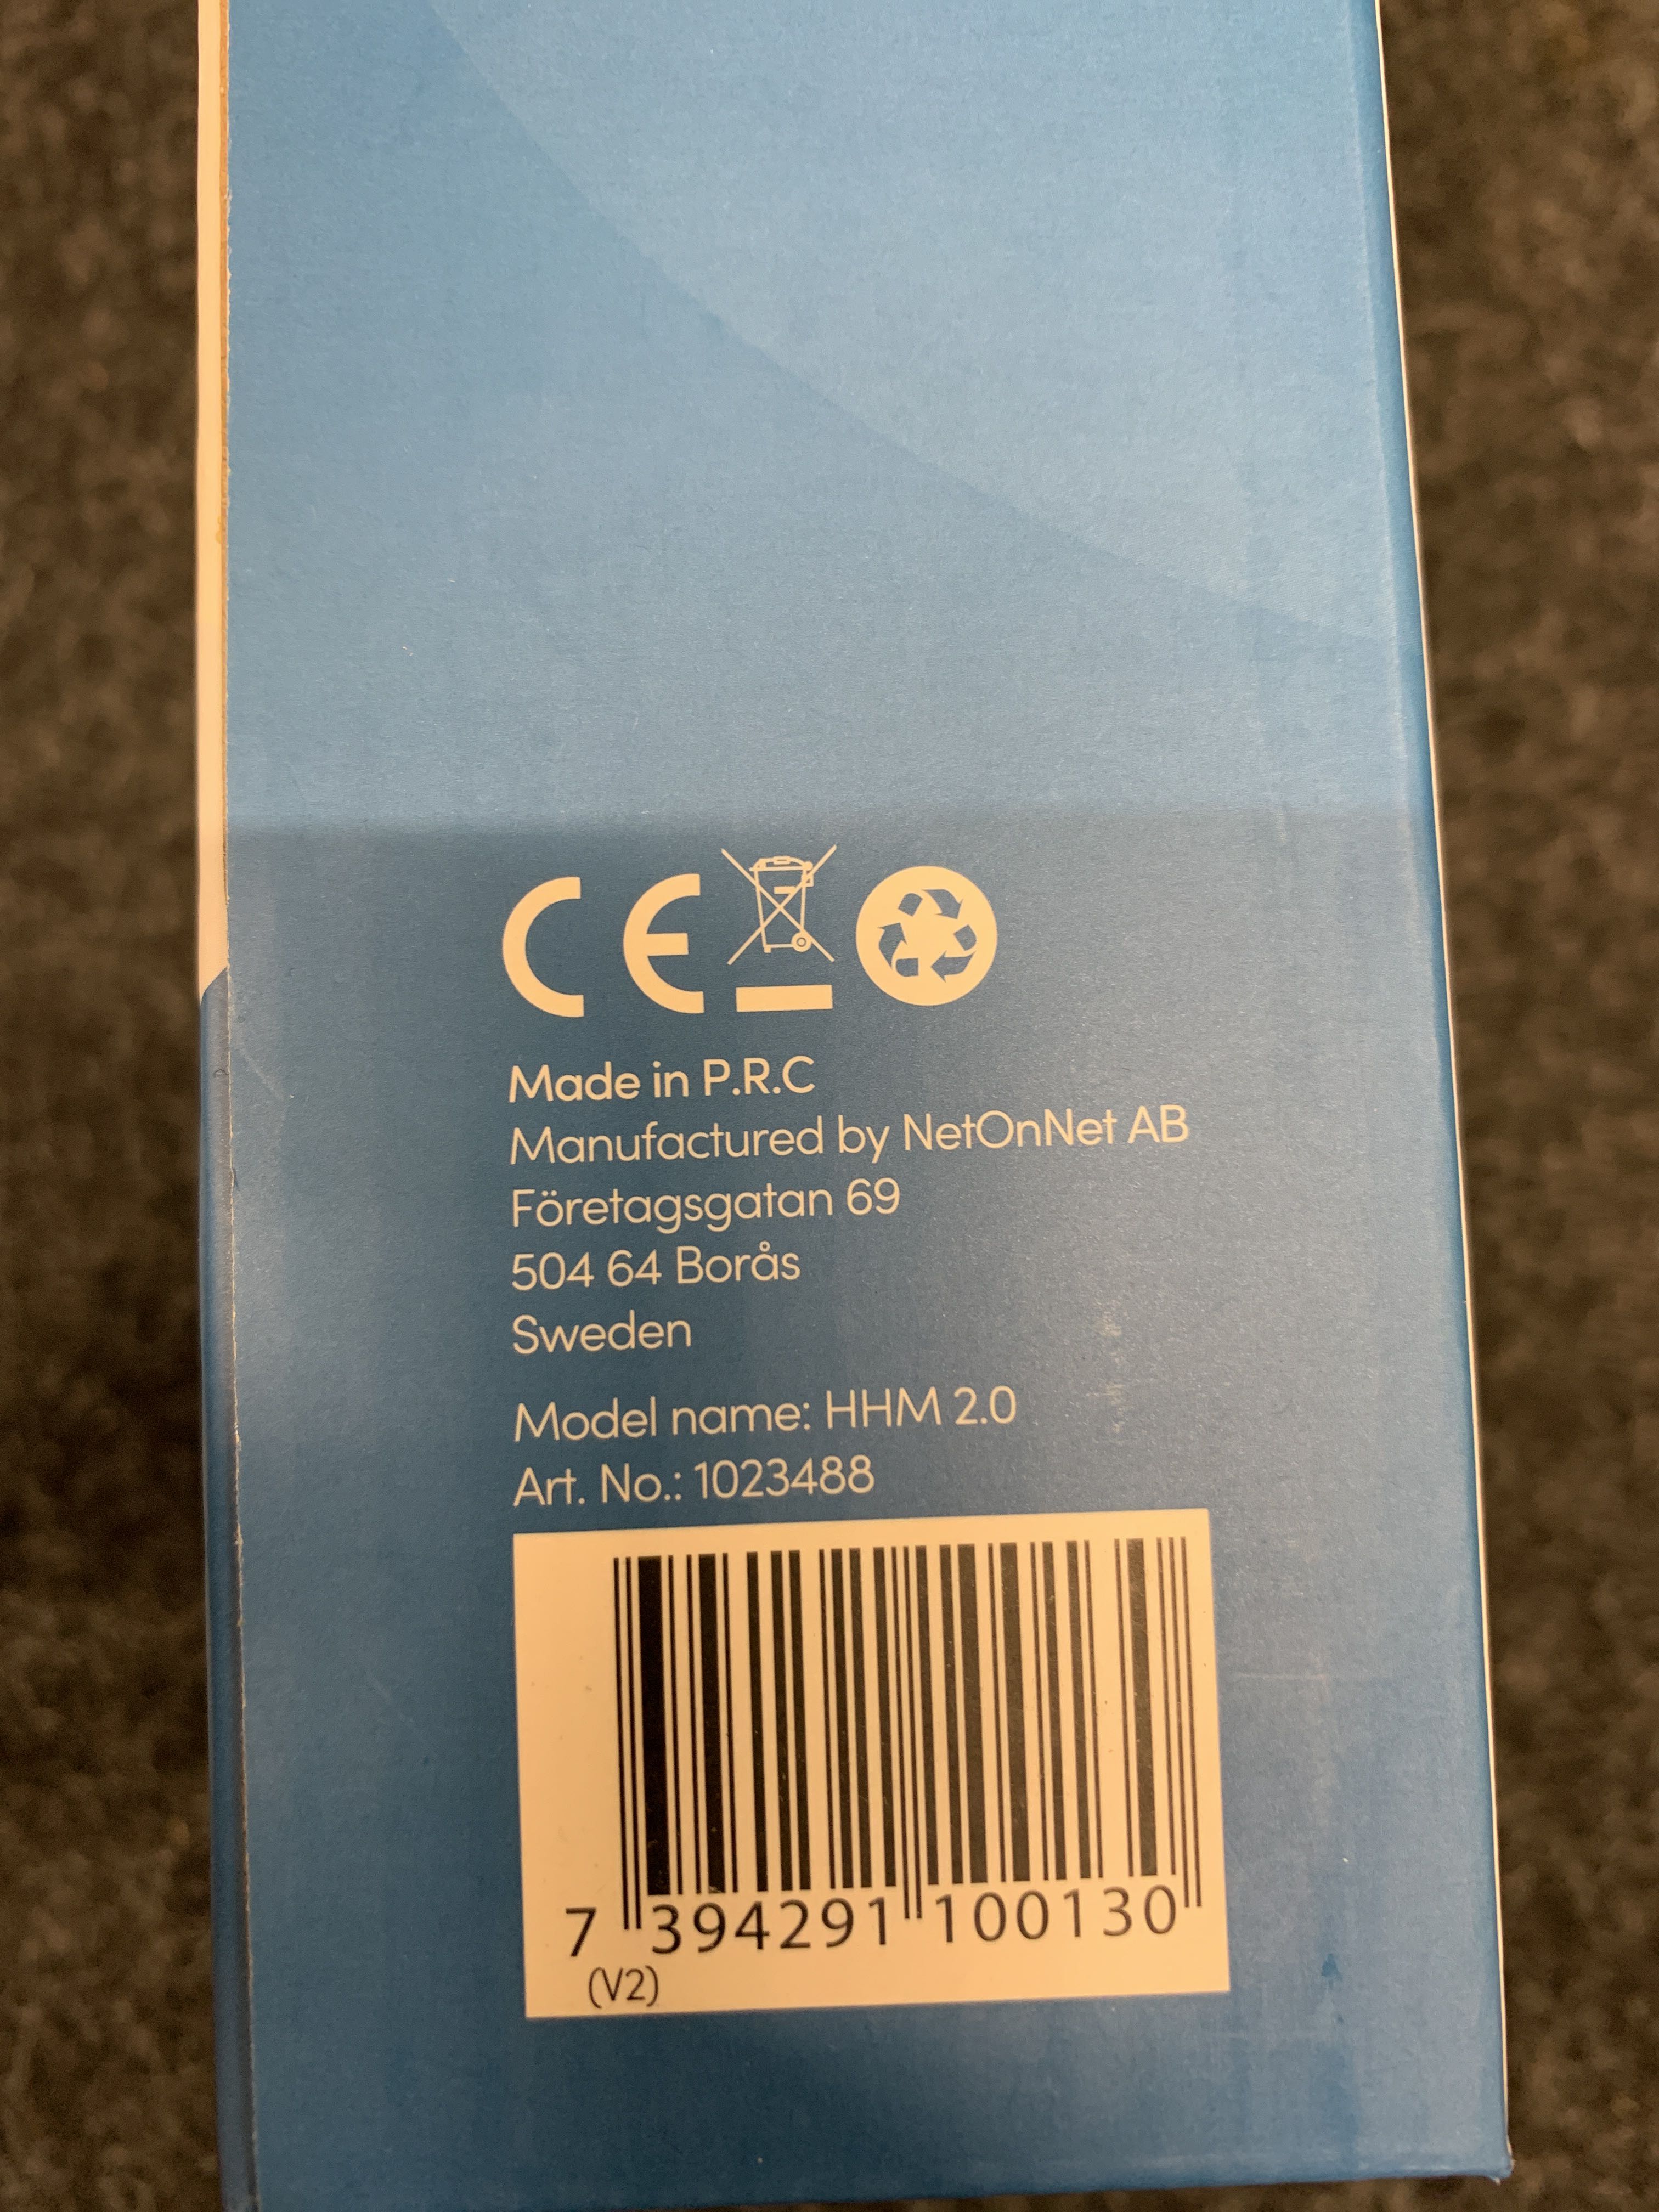 CE
Made in P.R.C
Manufactured by NetOnNet AB
Företagsgatan 69
504 64 Borås
Sweden
Model name: HHM 2.0
Art. No.: 1023488
7 394291 100130
(V2)